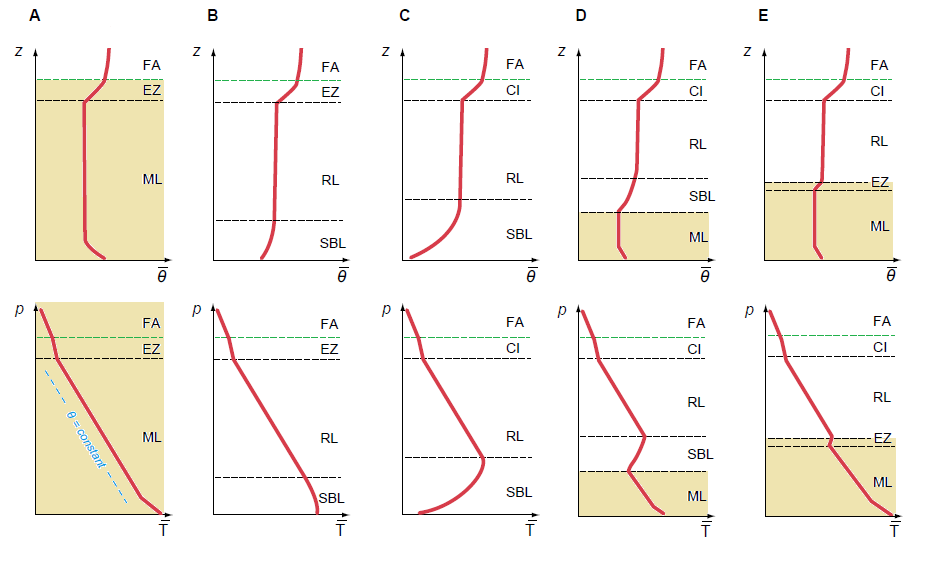 A B C D E
z FA EZ ML θ̅
z FA EZ RL SBL θ̅
z FA CI RL SBL θ̅
z FA CI RL SBL ML θ̅
z FA CI RL EZ ML θ̅
p FA EZ ML θ = constant T̅
p FA EZ RL SBL T̅
p FA CI RL SBL T̅
p FA CI RL SBL ML T̅
p FA CI RL EZ ML T̅